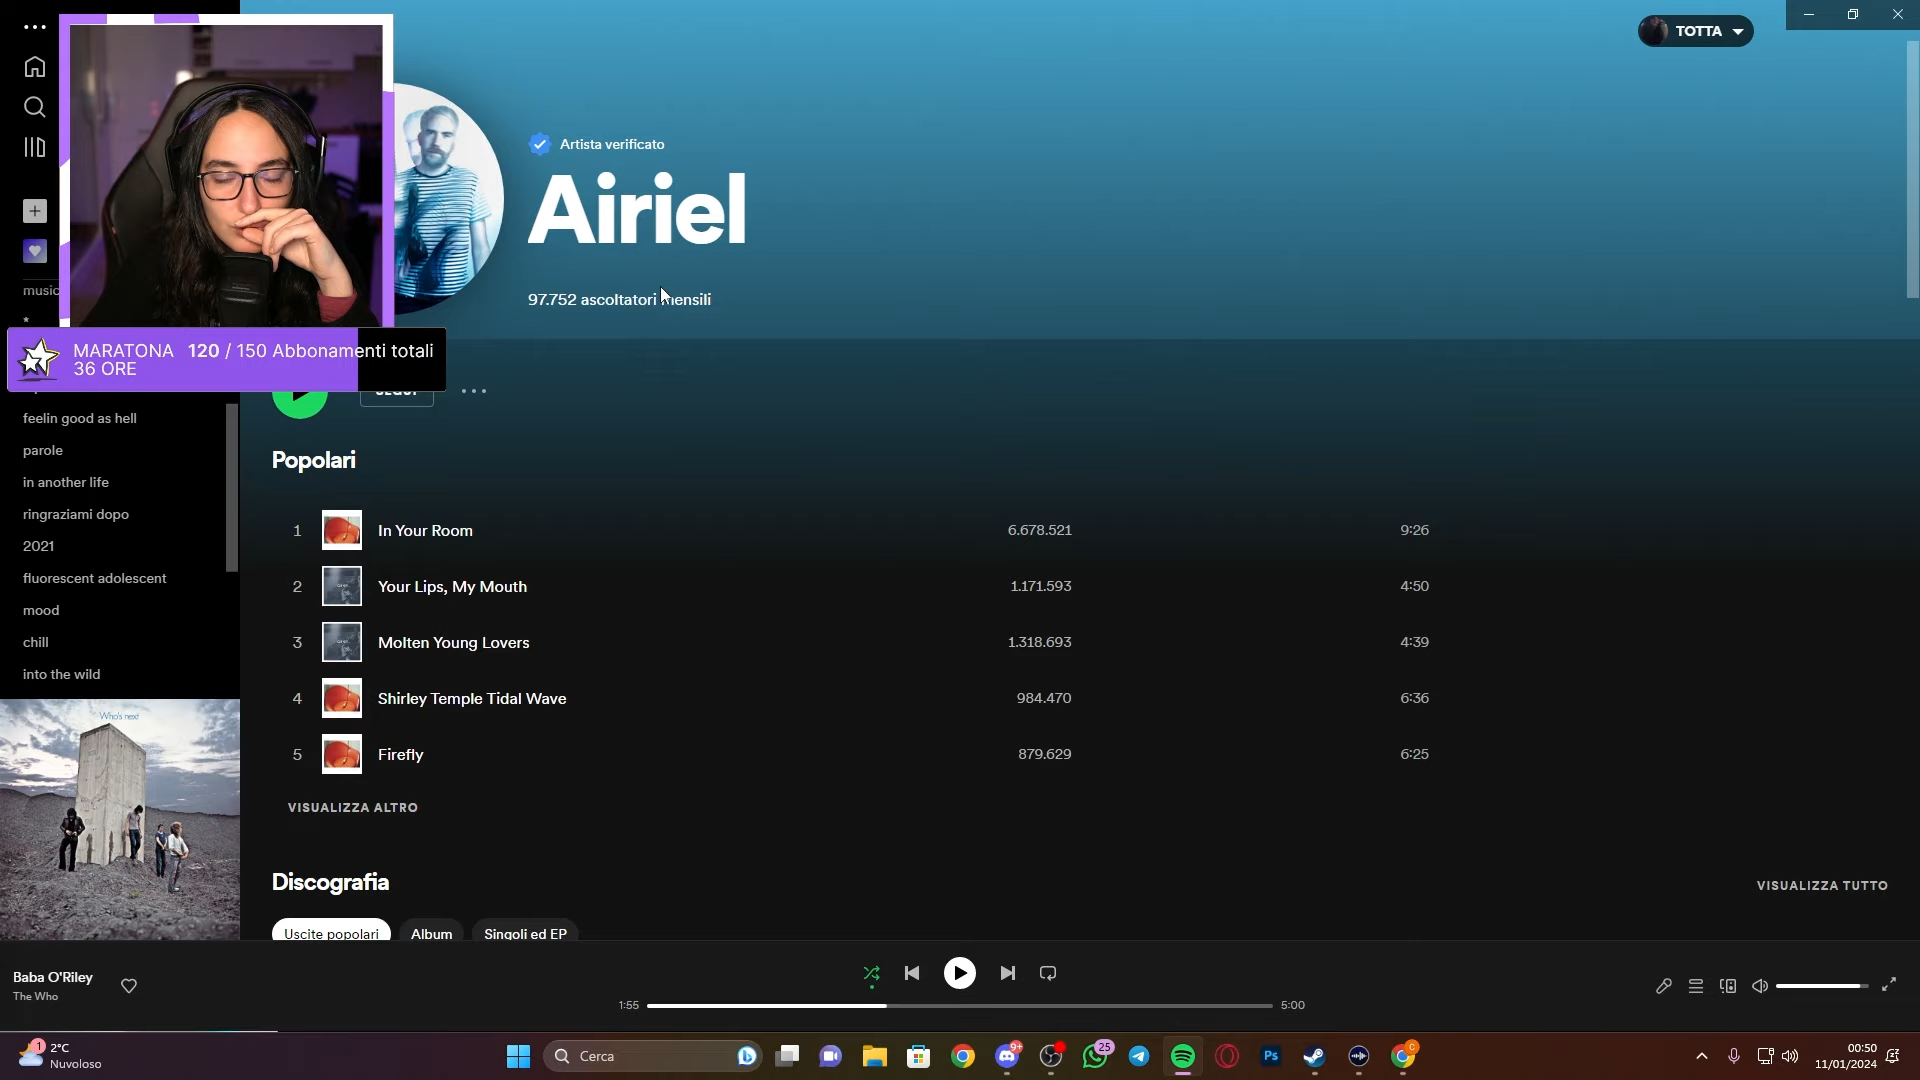 TOTTA
Artista verificato
Airiel
97.752 ascoltatori mensili
music
*
MARATONA 120 / 150 Abbonamenti totali
36 ORE
feelin good as hell
parole
in another life
ringraziami dopo
2021
fluorescent adolescent
mood
chill
into the wild
Who's next
Popolari
1 In Your Room 6.678.521 9:26
2 Your Lips, My Mouth 1.171.593 4:50
3 Molten Young Lovers 1.318.693 4:39
4 Shirley Temple Tidal Wave 984.470 6:36
5 Firefly 879.629 6:25
VISUALIZZA ALTRO
Discografia
VISUALIZZA TUTTO
Uscite popolari Album Singoli ed EP
Baba O'Riley
The Who
1:55 5:00
1 2°C
Nuvoloso
Cerca
9+
25
Ps
C
00:50
11/01/2024